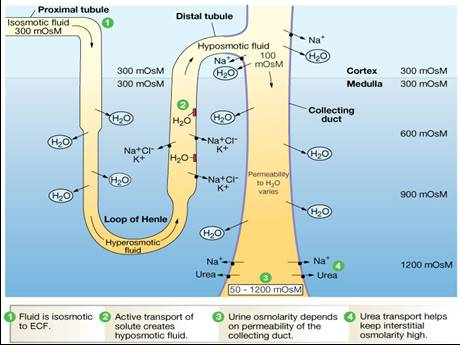 Proximal tubule
1
Isosmotic fluid
300 mOsM
Distal tubule
Hyposmotic fluid
Na⁺
H₂O
100
mOsM
Na⁺
H₂O
300 mOsM
300 mOsM
Cortex
Medulla
300 mOsM
300 mOsM
Collecting
duct
2
H₂O
H₂O
H₂O
H₂O
H₂O
H₂O
Na⁺Cl⁻
K⁺
H₂O
Na⁺Cl⁻
K⁺
Na⁺Cl⁻
K⁺
H₂O
H₂O
600 mOsM
Permeability
to H₂O
varies
900 mOsM
H₂O
H₂O
Loop of Henle
Hyperosmotic
fluid
Na⁺
Urea
Na⁺
4
Urea
1200 mOsM
3
50 - 1200 mOsM
1 Fluid is isosmotic
to ECF.
2 Active transport of
solute creates
hyposmotic fluid.
3 Urine osmolarity depends
on permeability of the
collecting duct.
4 Urea transport helps
keep interstitial
osmolarity high.